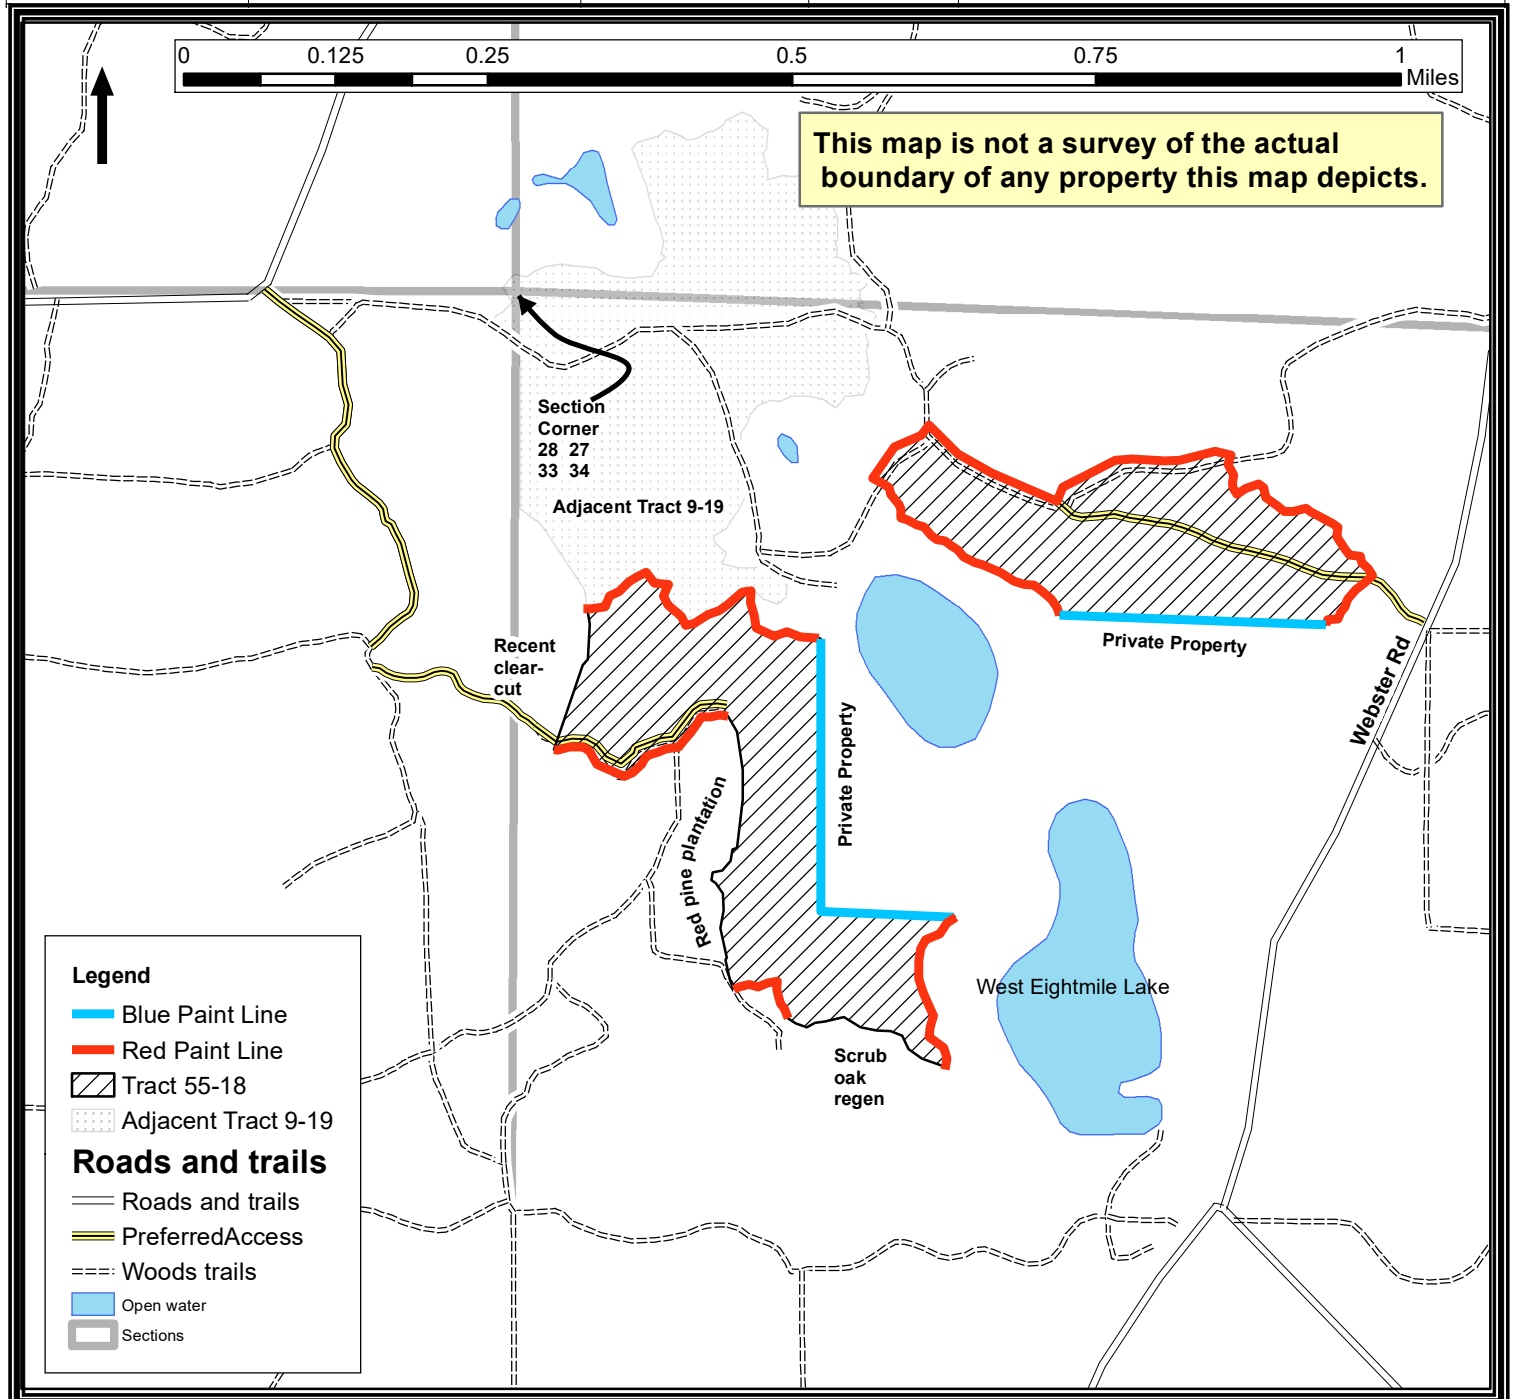 0 0.125 0.25 0.5 0.75 1
Miles
This map is not a survey of the actual
boundary of any property this map depicts.
Section
Corner
28 27
33 34
Adjacent Tract 9-19
Recent
clear-
cut
Private Property
Webster Rd
Private Property
Red pine plantation
West Eightmile Lake
Scrub
oak
regen
Legend
Blue Paint Line
Red Paint Line
Tract 55-18
Adjacent Tract 9-19
Roads and trails
Roads and trails
PreferredAccess
Woods trails
Open water
Sections